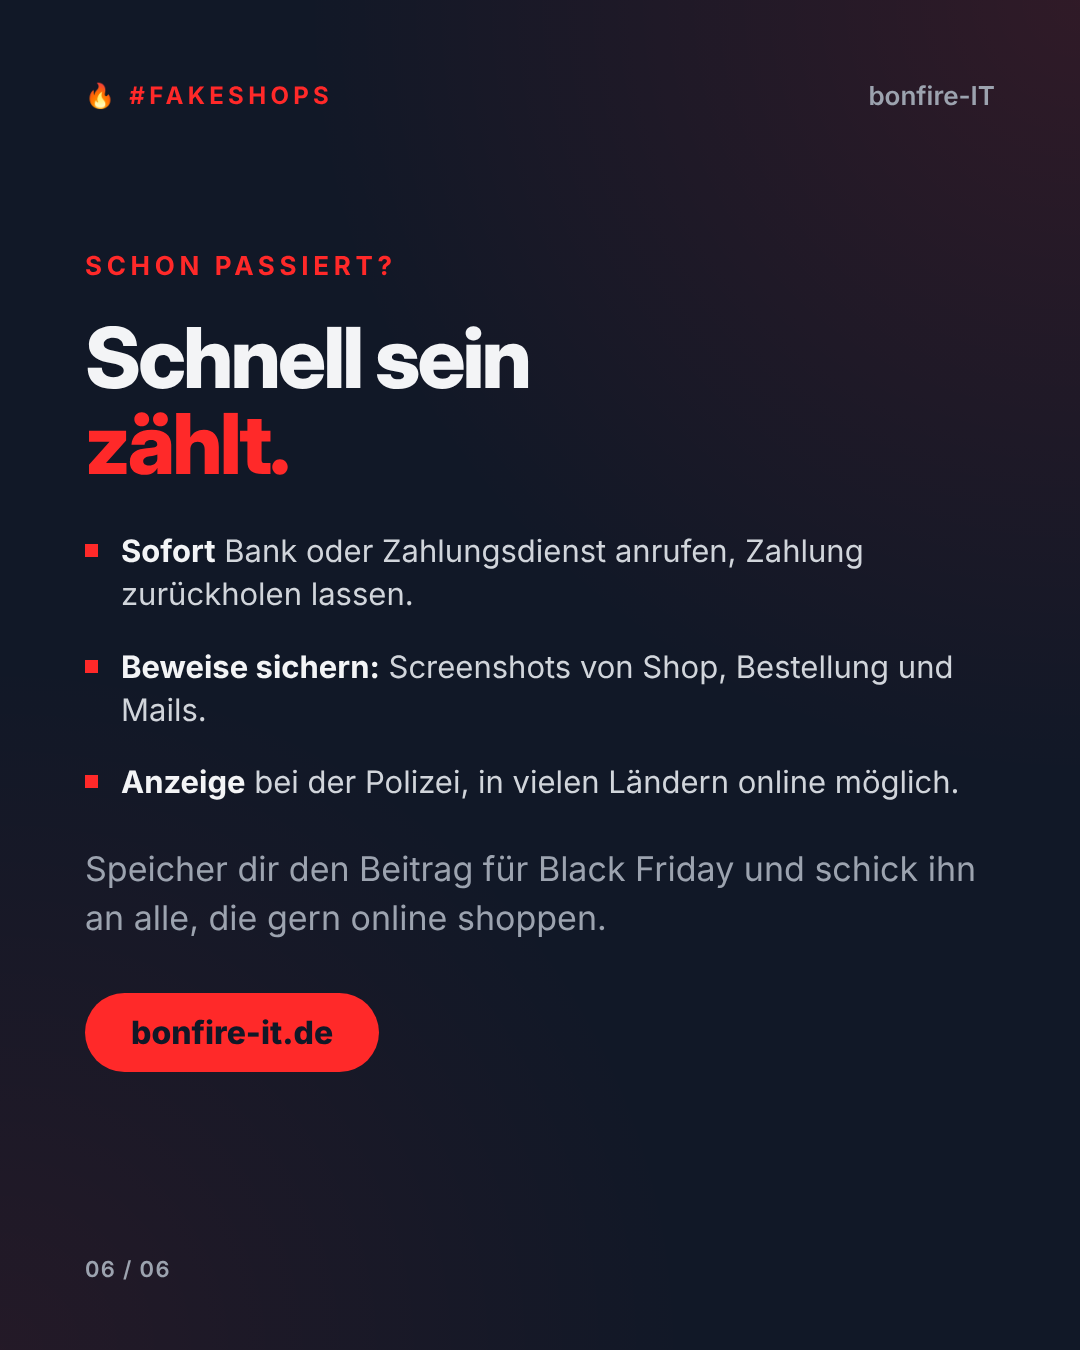 🔥 #FAKESHOPS
bonfire-IT
SCHON PASSIERT?
Schnell sein
zählt.
Sofort Bank oder Zahlungsdienst anrufen, Zahlung
zurückholen lassen.
Beweise sichern: Screenshots von Shop, Bestellung und
Mails.
Anzeige bei der Polizei, in vielen Ländern online möglich.
Speicher dir den Beitrag für Black Friday und schick ihn
an alle, die gern online shoppen.
bonfire-it.de
06 / 06